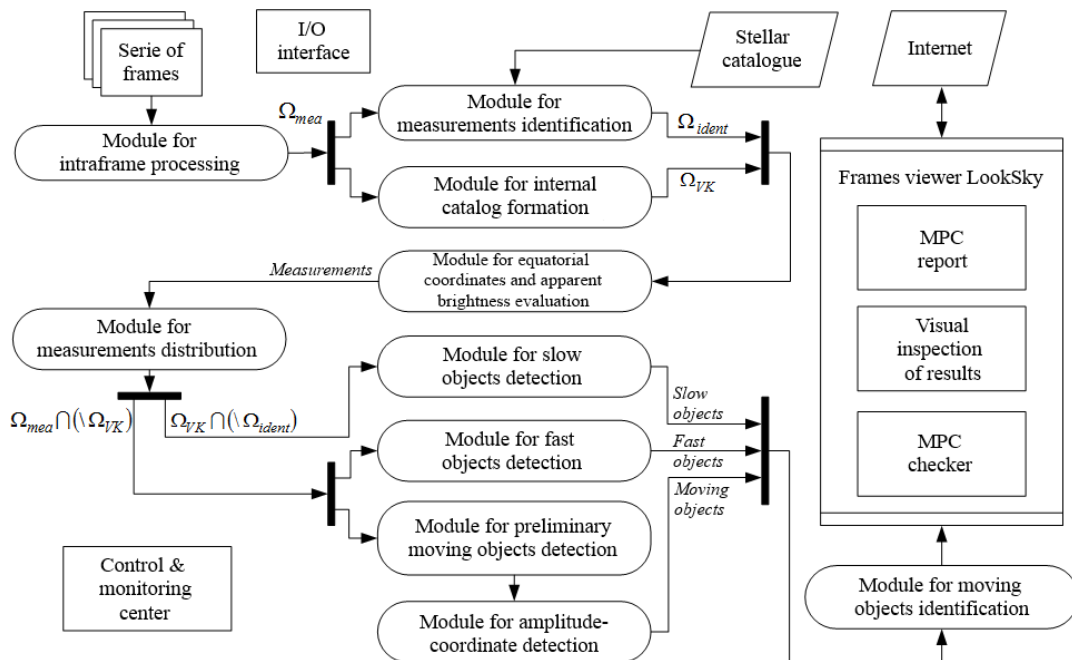 Serie of
frames
I/O
interface
Stellar
catalogue
Internet
Module for
intraframe processing
Ω_mea
Module for
measurements identification
Ω_ident
Module for internal
catalog formation
Ω_VK
Frames viewer LookSky
MPC
report
Visual
inspection
of results
MPC
checker
Measurements
Module for equatorial
coordinates and apparent
brightness evaluation
Module for
measurements distribution
Ω_mea ⋂(\ Ω_VK)
Ω_VK ⋂(\ Ω_ident)
Module for slow
objects detection
Slow
objects
Module for fast
objects detection
Fast
objects
Moving
objects
Module for preliminary
moving objects detection
Control &
monitoring
center
Module for amplitude-
coordinate detection
Module for moving
objects identification